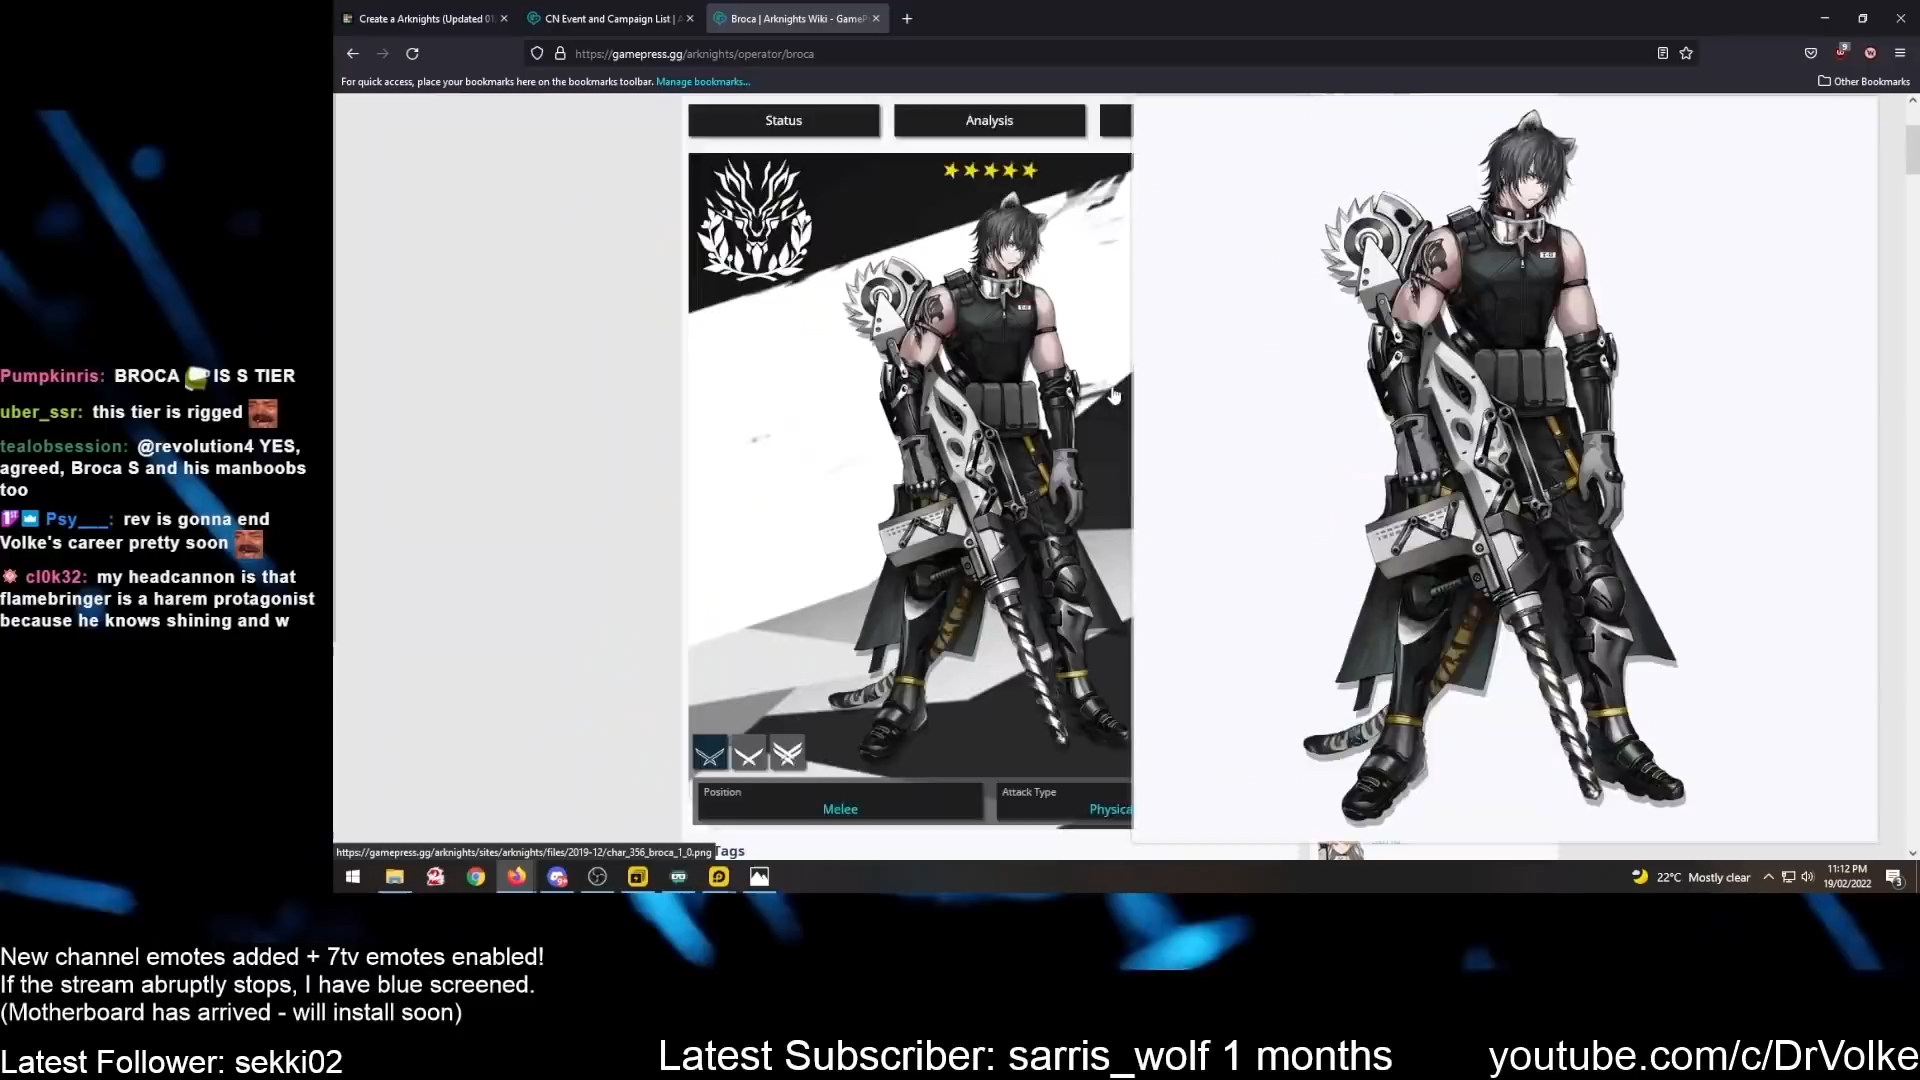 Create a Arknights (Updated 01
CN Event and Campaign List | A
Broca | Arknights Wiki - GameP
https://gamepress.gg/arknights/operator/broca
For quick access, place your bookmarks here on the bookmarks toolbar. Manage bookmarks...
Other Bookmarks
Status
Analysis
Pumpkinris: BROCA IS S TIER
uber_ssr: this tier is rigged
tealobsession: @revolution4 YES,
agreed, Broca S and his manboobs
too
Psy___: rev is gonna end
Volke's career pretty soon
cl0k32: my headcannon is that
flamebringer is a harem protagonist
because he knows shining and w
Position
Melee
Attack Type
Physica
Tags
https://gamepress.gg/arknights/sites/arknights/files/2019-12/char_356_broca_1_0.png
22°C Mostly clear
11:12 PM
19/02/2022
New channel emotes added + 7tv emotes enabled!
If the stream abruptly stops, I have blue screened.
(Motherboard has arrived - will install soon)
Latest Follower: sekki02
Latest Subscriber: sarris_wolf 1 months
youtube.com/c/DrVolke